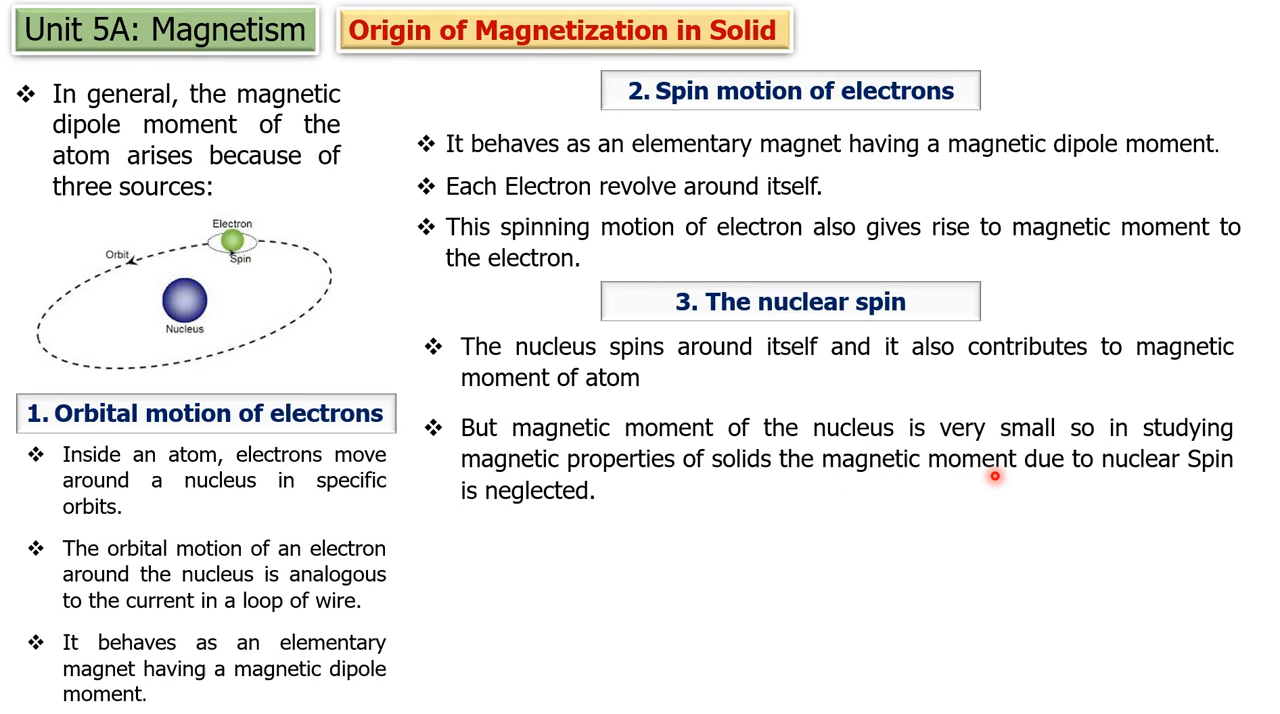 Unit 5A: Magnetism
Origin of Magnetization in Solid
❖ In general, the magnetic
dipole moment of the
atom arises because of
three sources:
Electron
Orbit
Spin
Nucleus
1. Orbital motion of electrons
❖ Inside an atom, electrons move
around a nucleus in specific
orbits.
❖ The orbital motion of an electron
around the nucleus is analogous
to the current in a loop of wire.
❖ It behaves as an elementary
magnet having a magnetic dipole
moment.
2. Spin motion of electrons
❖ It behaves as an elementary magnet having a magnetic dipole moment.
❖ Each Electron revolve around itself.
❖ This spinning motion of electron also gives rise to magnetic moment to
the electron.
3. The nuclear spin
❖ The nucleus spins around itself and it also contributes to magnetic
moment of atom
❖ But magnetic moment of the nucleus is very small so in studying
magnetic properties of solids the magnetic moment due to nuclear Spin
is neglected.